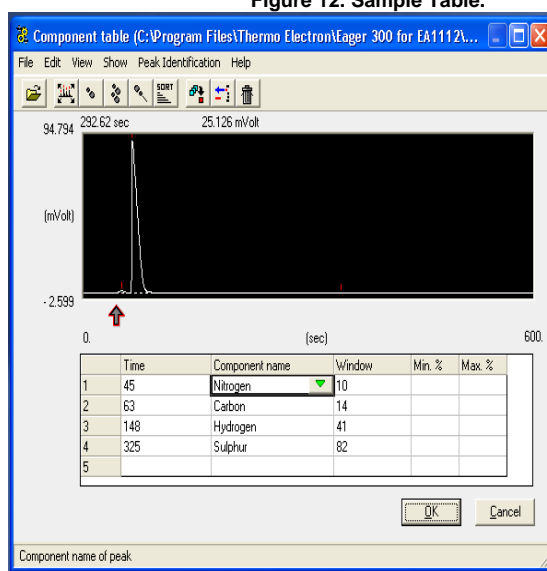 Figure 12. Sample Table.
Component table (C:\Program Files\Thermo Electron\Eager 300 for EA1112\...
File Edit View Show Peak Identification Help
SORT
292.62 sec 25.126 mVolt
94.794
(mVolt)
- 2.599
0. (sec) 600.
Time Component name Window Min. % Max. %
1 45 Nitrogen 10
2 63 Carbon 14
3 148 Hydrogen 41
4 325 Sulphur 82
5
OK Cancel
Component name of peak